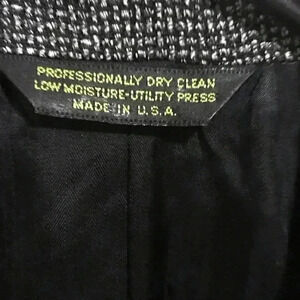 PROFESSIONALLY DRY CLEAN
LOW MOISTURE-UTILITY PRESS
MADE IN U.S.A.